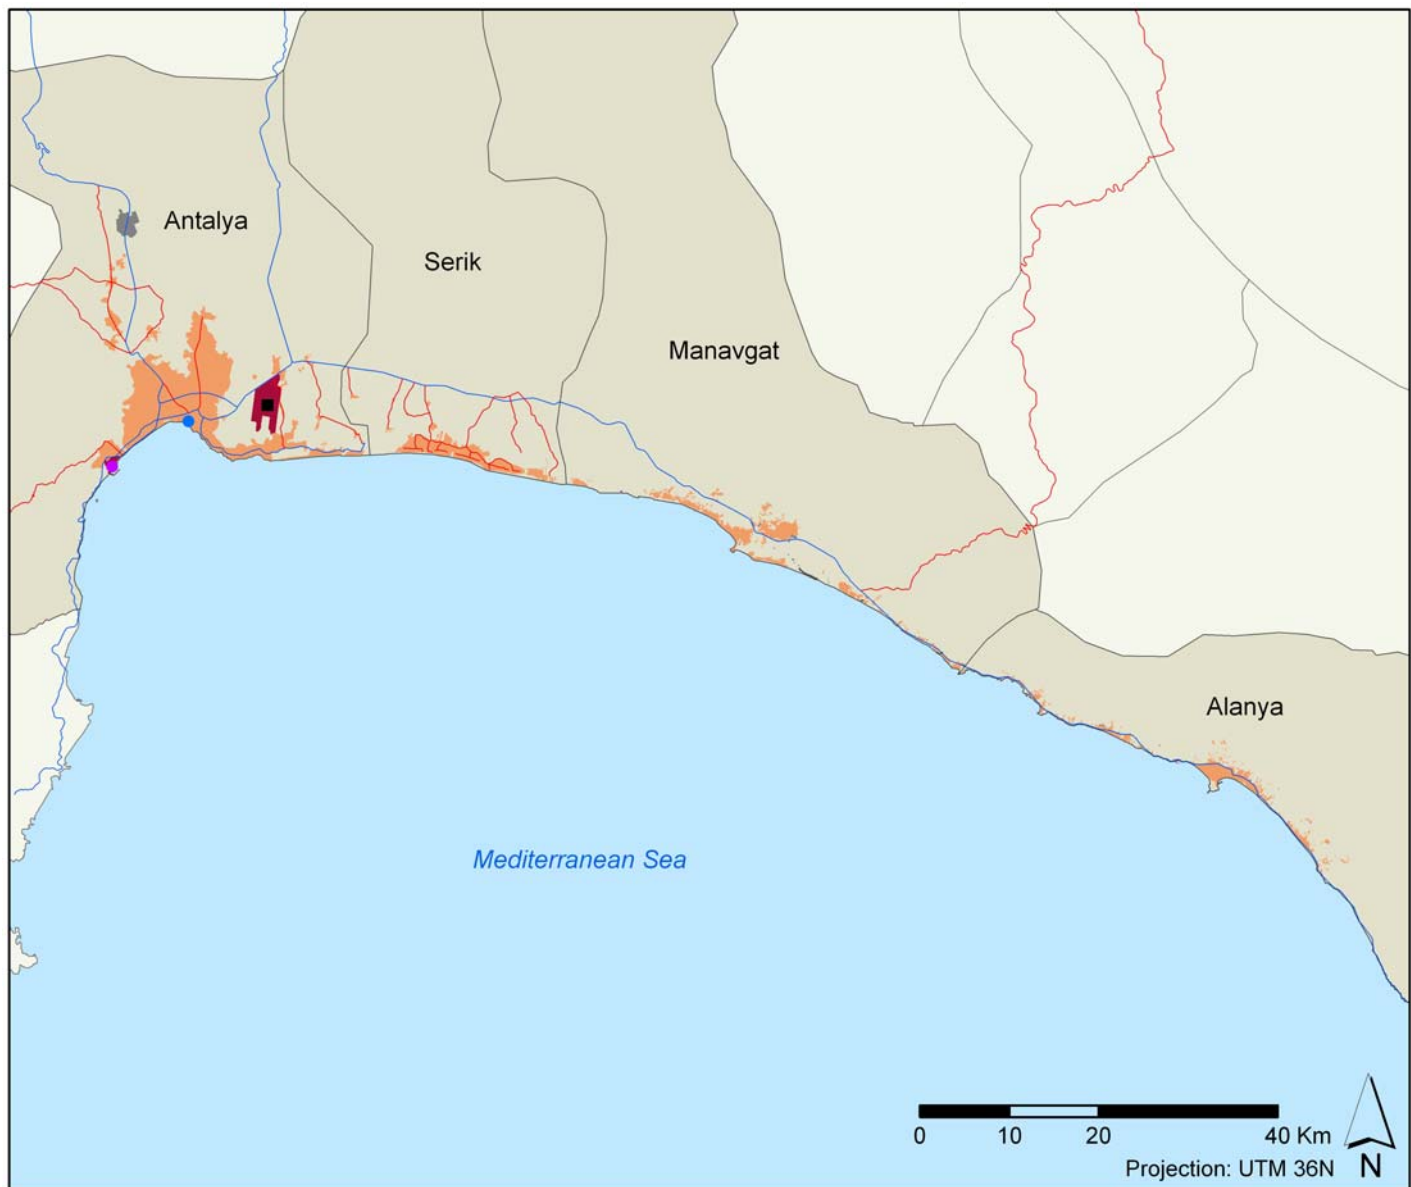 Antalya
Serik
Manavgat
Alanya
Mediterranean Sea
0 10 20 40 Km
Projection: UTM 36N
N